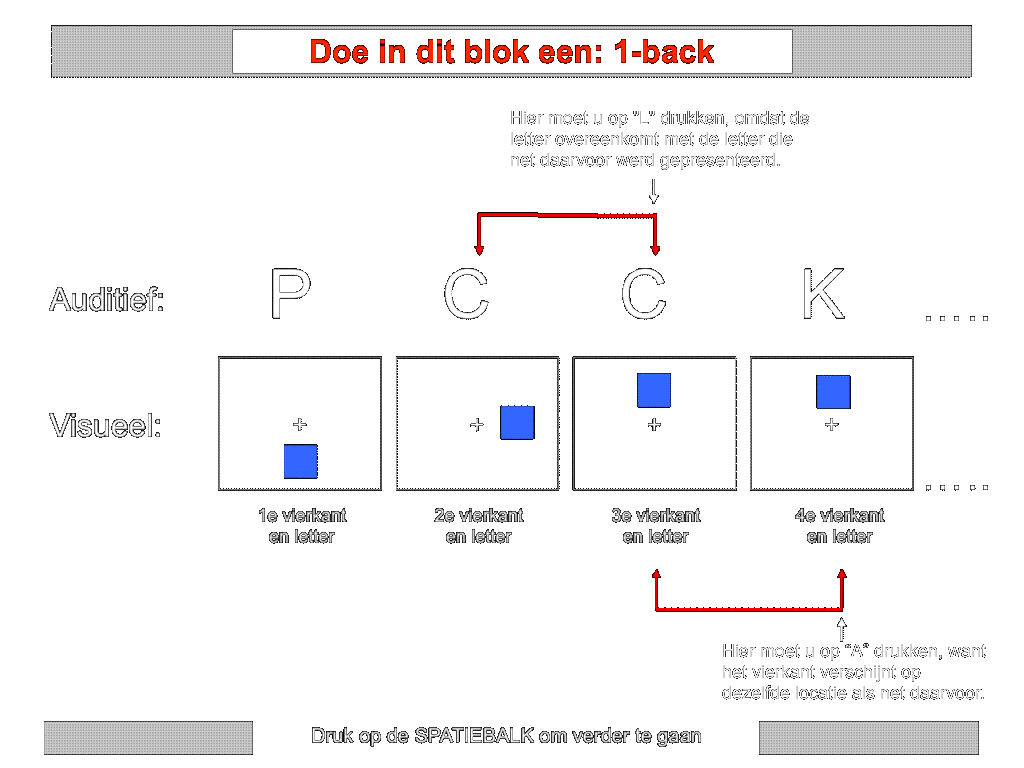 Doe in dit blok een: 1-back
Hier moet u op "L" drukken, omdat de
letter overeenkomt met de letter die
net daarvoor werd gepresenteerd.
Auditief: P C C K .....
Visueel: + + + + .....
1e vierkant 2e vierkant 3e vierkant 4e vierkant
en letter en letter en letter en letter
Hier moet u op "A" drukken, want
het vierkant verschijnt op
dezelfde locatie als net daarvoor.
Druk op de SPATIEBALK om verder te gaan